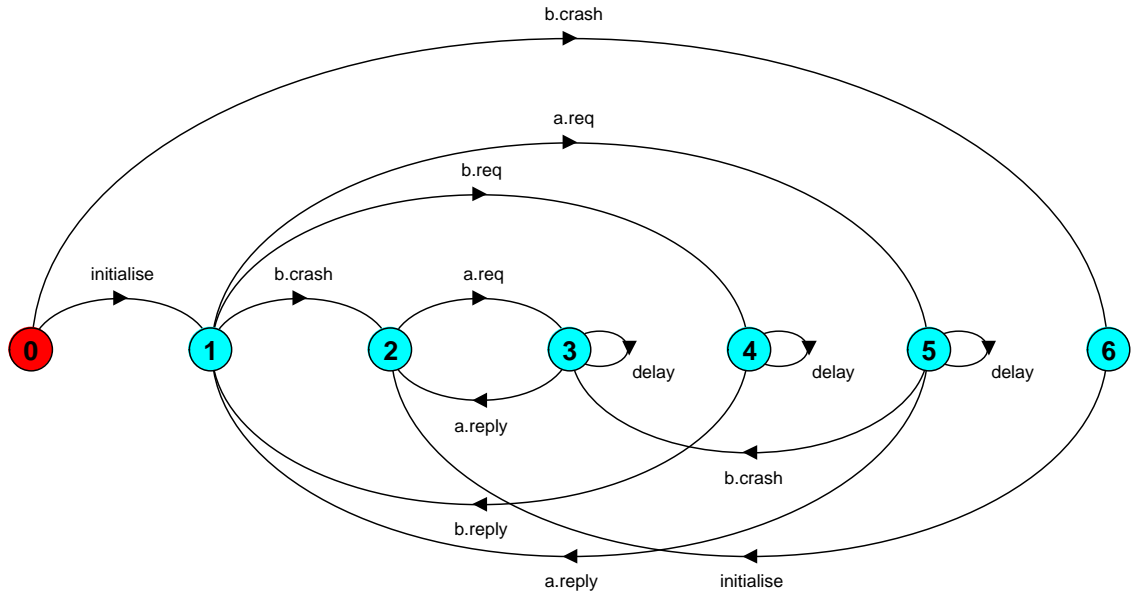 b.crash
a.req
b.req
initialise
b.crash
a.req
0
1
2
3
4
5
6
delay
delay
delay
a.reply
b.crash
b.reply
a.reply
initialise